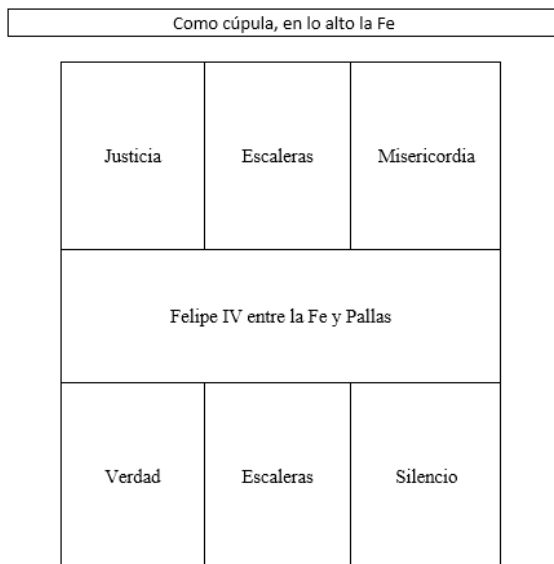 Como cúpula, en lo alto la Fe
Justicia
Escaleras
Misericordia
Felipe IV entre la Fe y Pallas
Verdad
Escaleras
Silencio